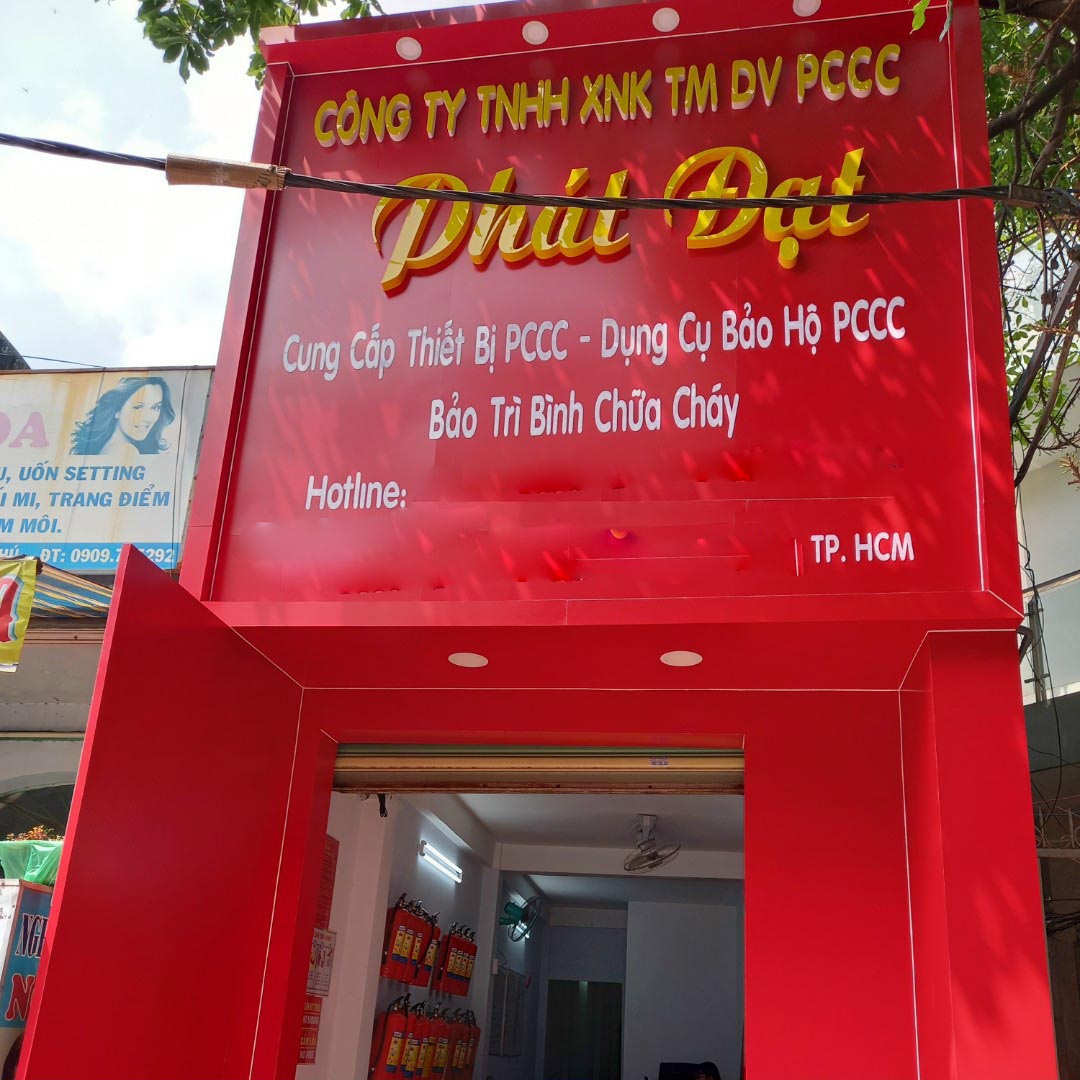 CÔNG TY TNHH XNK TM DV PCCC
Phát Đạt
Cung Cấp Thiết Bị PCCC - Dụng Cụ Bảo Hộ PCCC
Bảo Trì Bình Chữa Cháy
Hotline:
TP. HCM
UỐN SETTING
MI, TRANG ĐIỂM
MÔI.
ĐT: